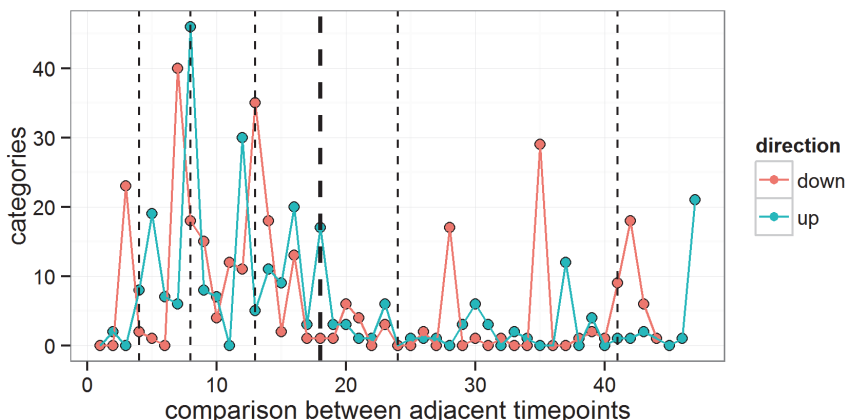 40
30
20
10
0
categories
0 10 20 30 40
comparison between adjacent timepoints
direction
down
up